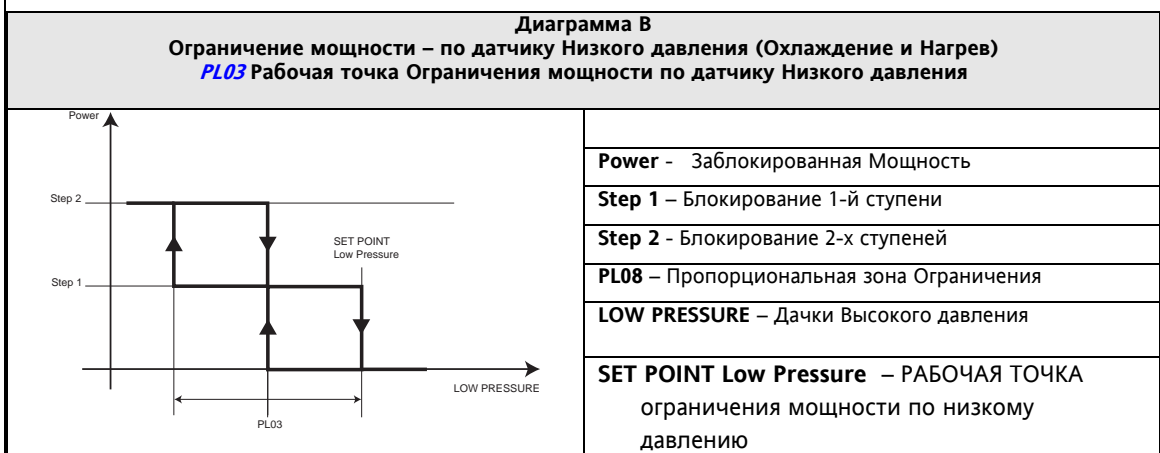 Диаграмма B
Ограничение мощности – по датчику Низкого давления (Охлаждение и Нагрев)
PL03 Рабочая точка Ограничения мощности по датчику Низкого давления
Power
Step 2
SET POINT
Low Pressure
Step 1
LOW PRESSURE
PL03
Power - Заблокированная Мощность
Step 1 – Блокирование 1-й ступени
Step 2 - Блокирование 2-х ступеней
PL08 – Пропорциональная зона Ограничения
LOW PRESSURE – Дачки Высокого давления
SET POINT Low Pressure – РАБОЧАЯ ТОЧКА
ограничения мощности по низкому
давлению